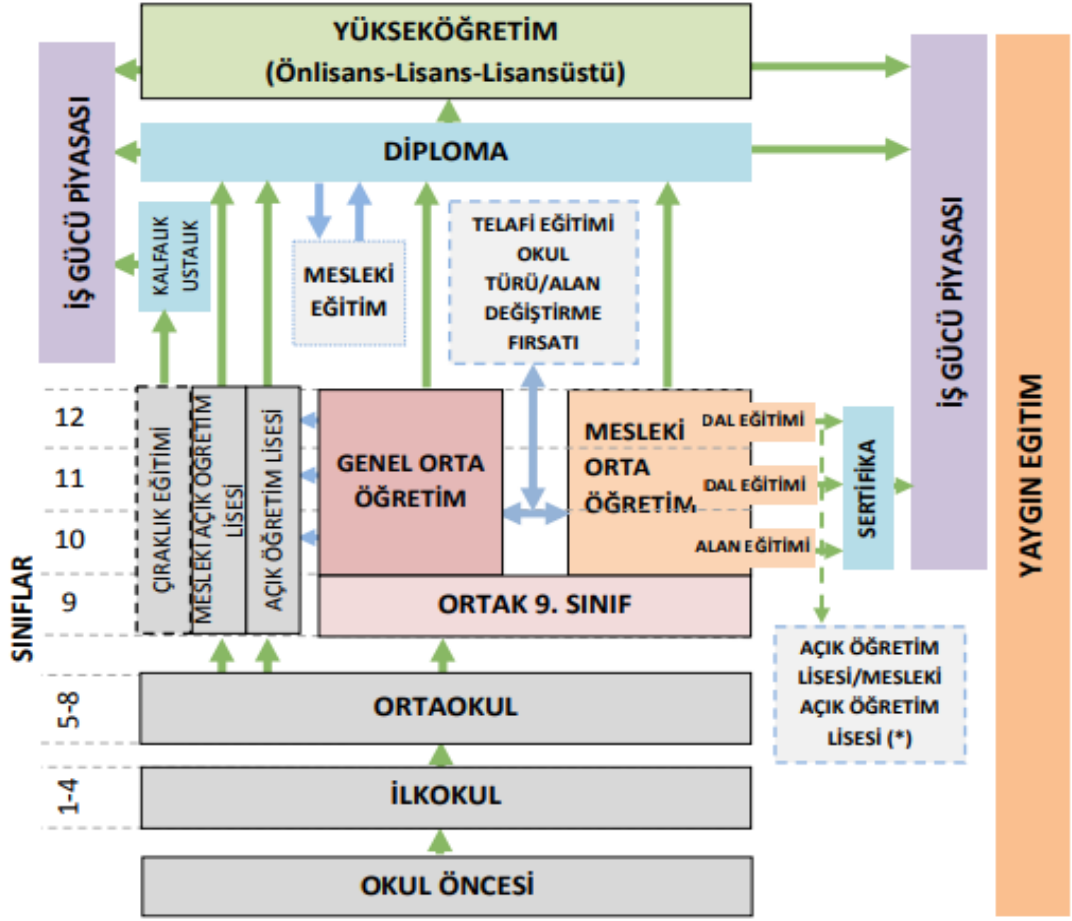 YÜKSEKÖĞRETİM
(Önlisans-Lisans-Lisansüstü)
İŞ GÜCÜ PİYASASI
DİPLOMA
İŞ GÜCÜ PİYASASI
YAYGIN EĞİTİM
KALFALIK
USTALIK
MESLEKİ
EĞİTİM
TELAFİ EĞİTİMİ
OKUL
TÜRÜ/ALAN
DEĞİŞTİRME
FIRSATI
SINIFLAR
12
11
10
9
5-8
1-4
ÇIRAKLIK EĞİTİMİ
MESLEKİ AÇIK ÖĞRETİM
LİSESİ
AÇIK ÖĞRETİM LİSESİ
GENEL ORTA
ÖĞRETİM
MESLEKİ
ORTA
ÖĞRETİM
DAL EĞİTİMİ
DAL EĞİTİMİ
ALAN EĞİTİMİ
SERTİFİKA
ORTAK 9. SINIF
AÇIK ÖĞRETİM
LİSESİ/MESLEKİ
AÇIK ÖĞRETİM
LİSESİ (*)
ORTAOKUL
İLKOKUL
OKUL ÖNCESİ